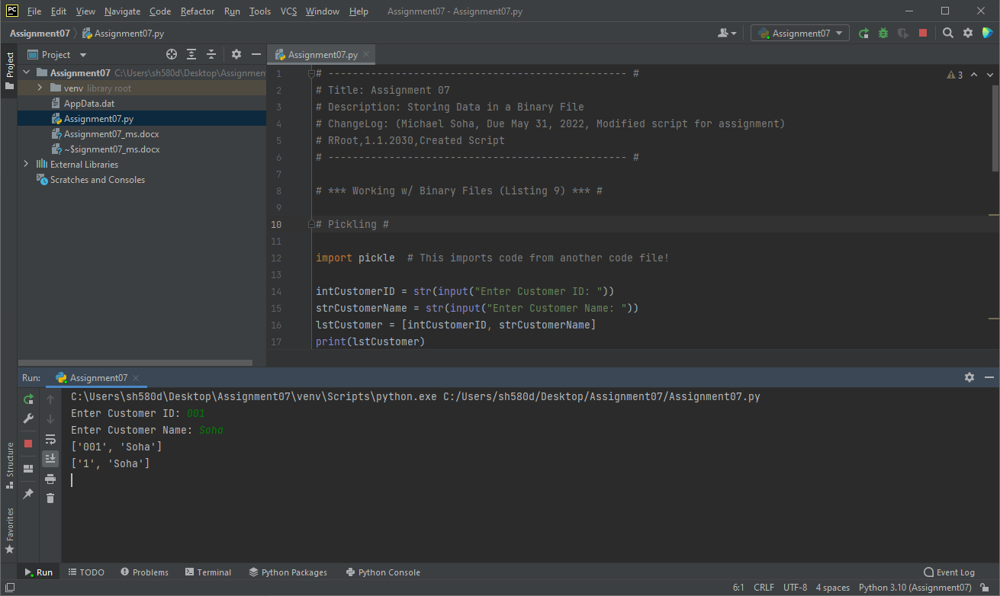 PC File Edit View Navigate Code Refactor Run Tools VCS Window Help Assignment07 - Assignment07.py
Assignment07 Assignment07.py Assignment07
Project
Project
Assignment07.py
Assignment07 C:\Users\sh580d\Desktop\Assignmen
venv library root
AppData.dat
Assignment07.py
Assignment07_ms.docx
~$signment07_ms.docx
External Libraries
Scratches and Consoles
3
1 # ------------------------------------------------- #
2 # Title: Assignment 07
3 # Description: Storing Data in a Binary File
4 # ChangeLog: (Michael Soha, Due May 31, 2022, Modified script for assignment)
5 # RRoot,1.1.2030,Created Script
6 # ------------------------------------------------- #
7
8 # *** Working w/ Binary Files (Listing 9) *** #
9
10 # Pickling #
11
12 import pickle  # This imports code from another code file!
13
14 intCustomerID = str(input("Enter Customer ID: "))
15 strCustomerName = str(input("Enter Customer Name: "))
16 lstCustomer = [intCustomerID, strCustomerName]
17 print(lstCustomer)
Run: Assignment07
C:\Users\sh580d\Desktop\Assignment07\venv\Scripts\python.exe C:/Users/sh580d/Desktop/Assignment07/Assignment07.py
Enter Customer ID: 001
Enter Customer Name: Soha
['001', 'Soha']
['1', 'Soha']
Structure
Favorites
Run TODO Problems Terminal Python Packages Python Console Event Log
6:1 CRLF UTF-8 4 spaces Python 3.10 (Assignment07)